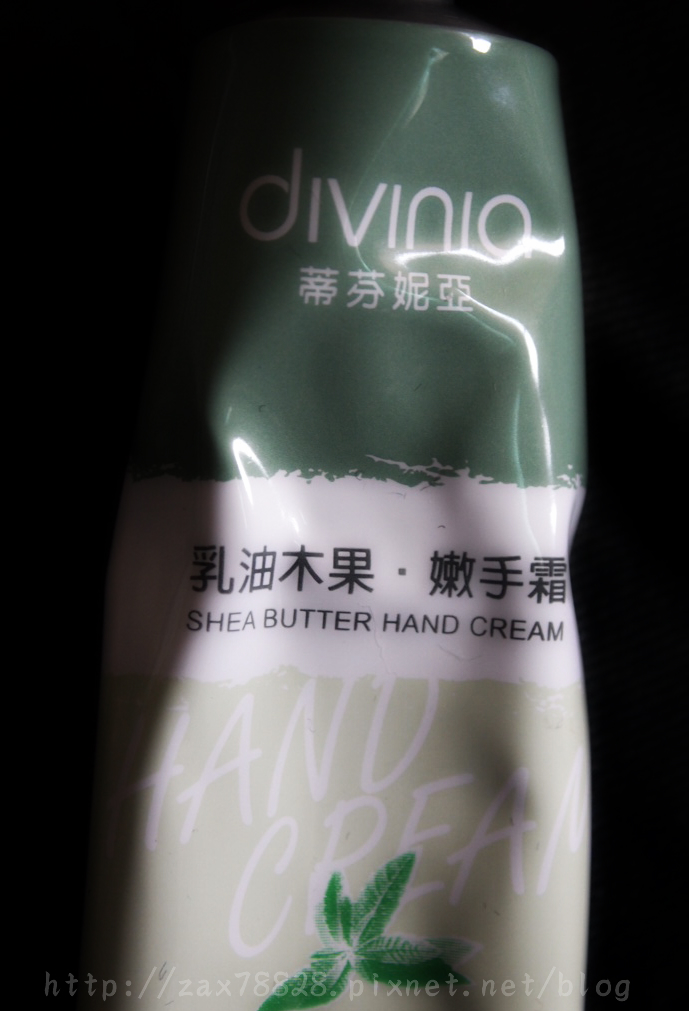 divinia
蒂芬妮亞
乳油木果·嫩手霜
SHEA BUTTER HAND CREAM
HAND
CREAM
http://zax78828.pixnet.net/blog